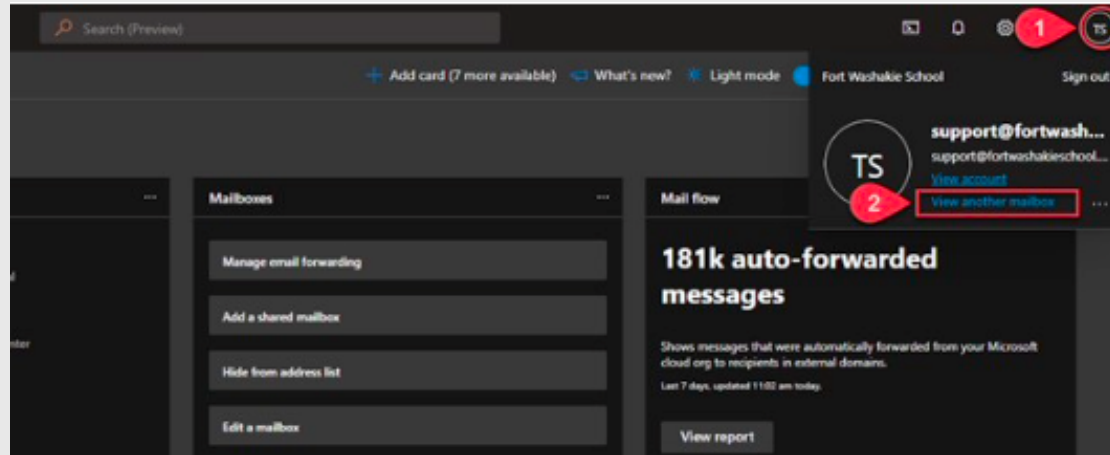 Search (Preview)
1
TS
Add card (7 more available)
What's new?
Light mode
Fort Washakie School
Sign out
TS
support@fortwash...
support@fortwashakieschool...
View account
2
View another mailbox
...
...
Mailboxes
...
Mail flow
Manage email forwarding
Add a shared mailbox
Hide from address list
Edit a mailbox
181k auto-forwarded
messages
Shows messages that were automatically forwarded from your Microsoft
cloud org to recipients in external domains.
Last 7 days, updated 11:02 am today.
View report